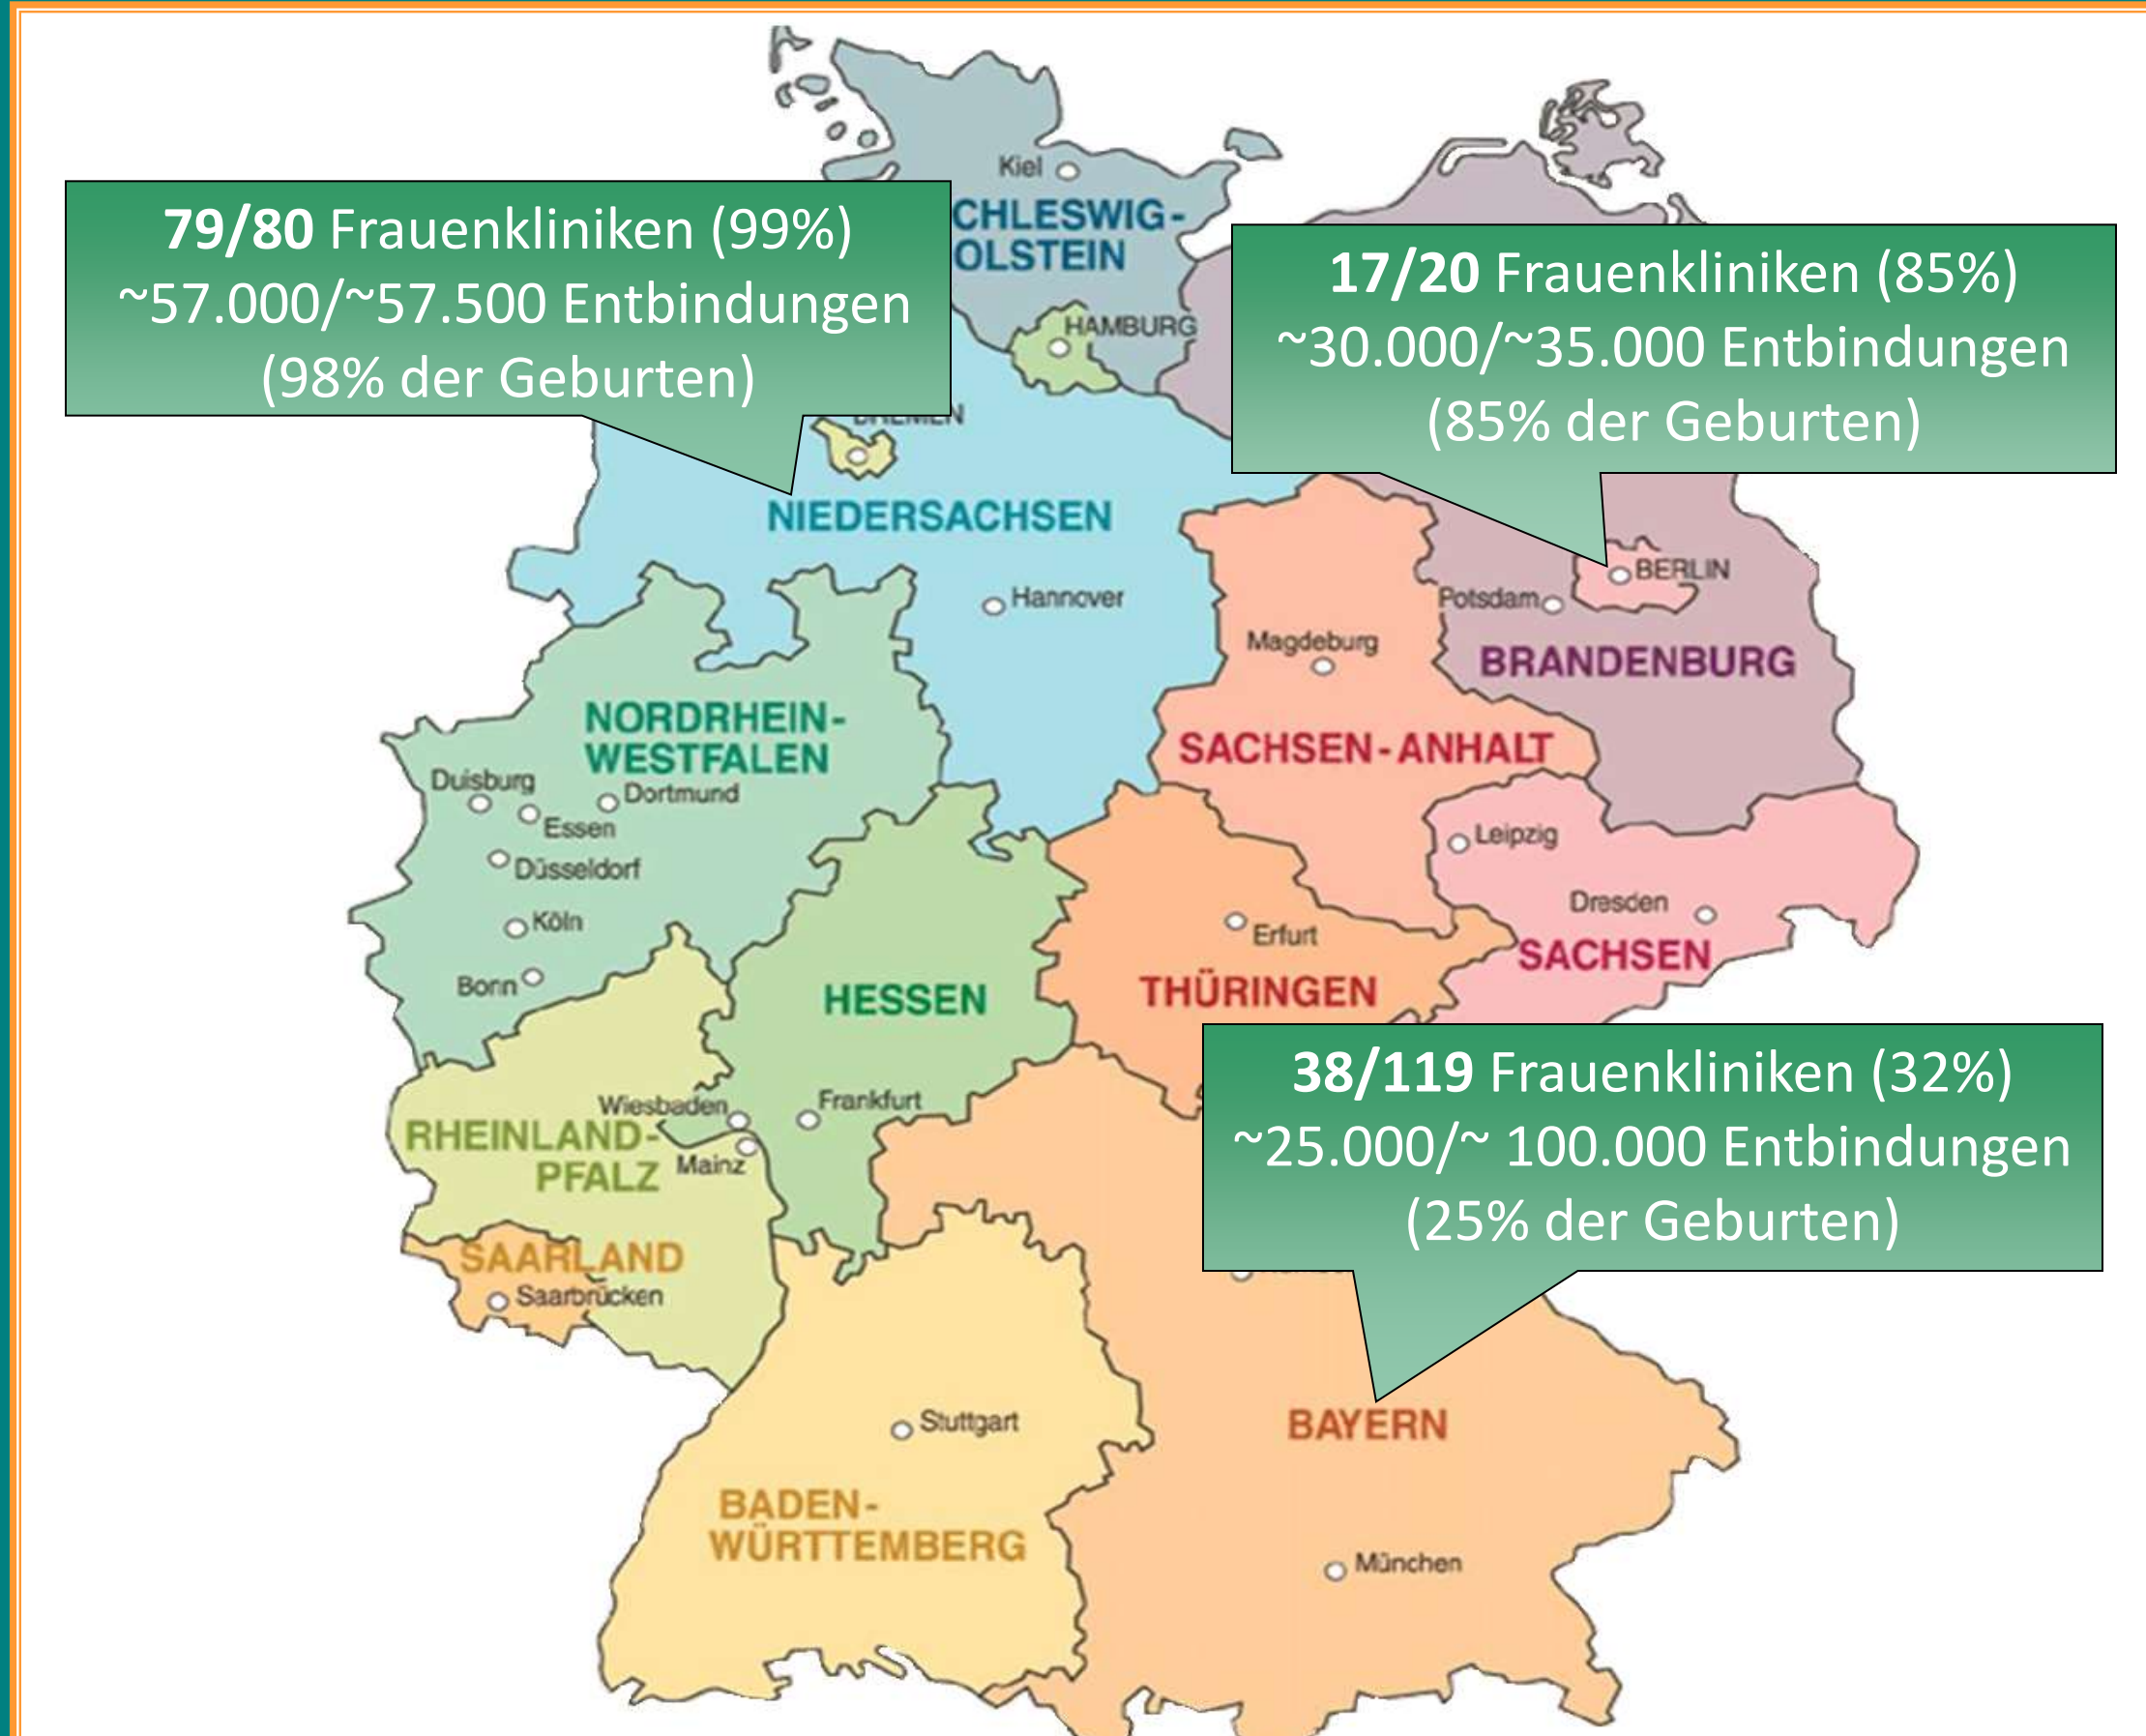 Kiel
CHLESWIG-
OLSTEIN
79/80 Frauenkliniken (99%)
~57.000/~57.500 Entbindungen
(98% der Geburten)
17/20 Frauenkliniken (85%)
~30.000/~35.000 Entbindungen
(85% der Geburten)
HAMBURG
BREMEN
NIEDERSACHSEN
Hannover
BERLIN
Potsdam
Magdeburg
BRANDENBURG
NORDRHEIN-
WESTFALEN
SACHSEN-ANHALT
Duisburg
Dortmund
Essen
Düsseldorf
Leipzig
Köln
Dresden
Erfurt
SACHSEN
Bonn
HESSEN
THÜRINGEN
38/119 Frauenkliniken (32%)
~25.000/~ 100.000 Entbindungen
(25% der Geburten)
Wiesbaden
Frankfurt
RHEINLAND-
PFALZ
Mainz
SAARLAND
Saarbrücken
Stuttgart
BAYERN
BADEN-
WÜRTTEMBERG
München